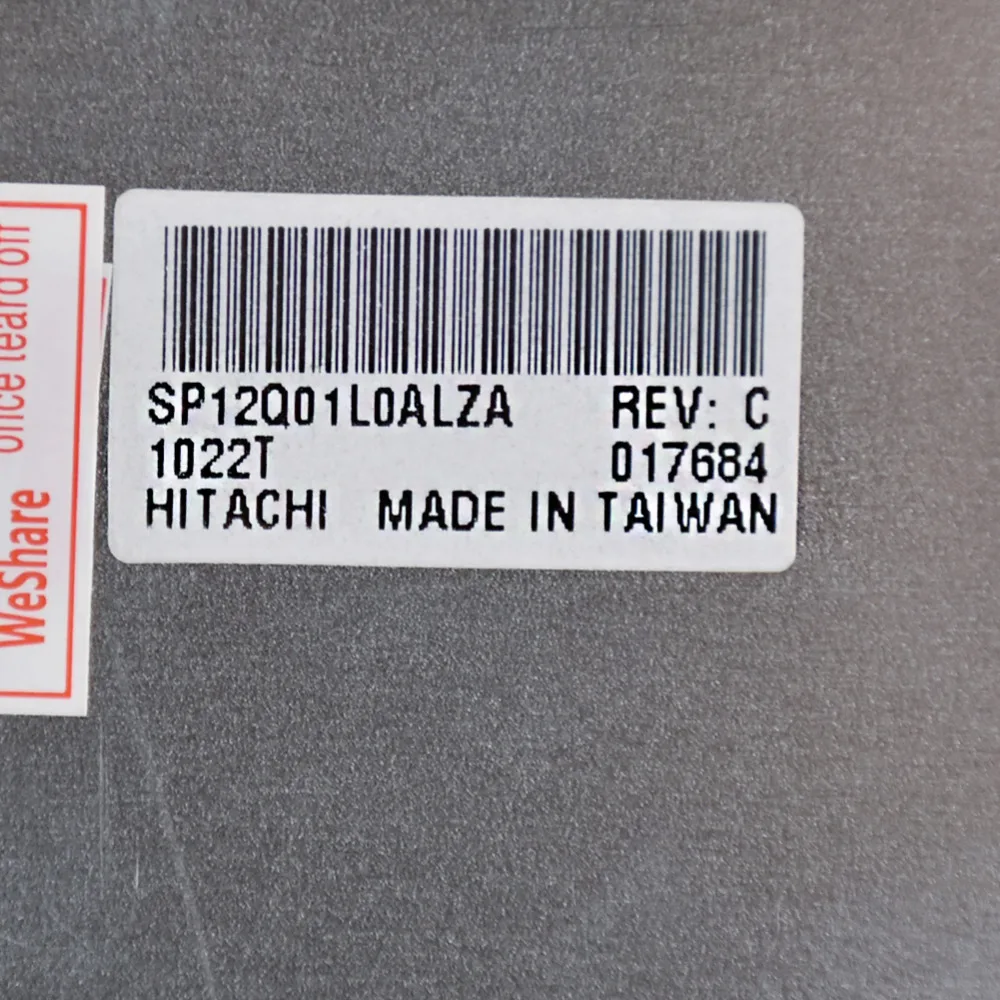 SP12Q01L0ALZA REV: C
1022T 017684
HITACHI MADE IN TAIWAN
WeShare once teard off